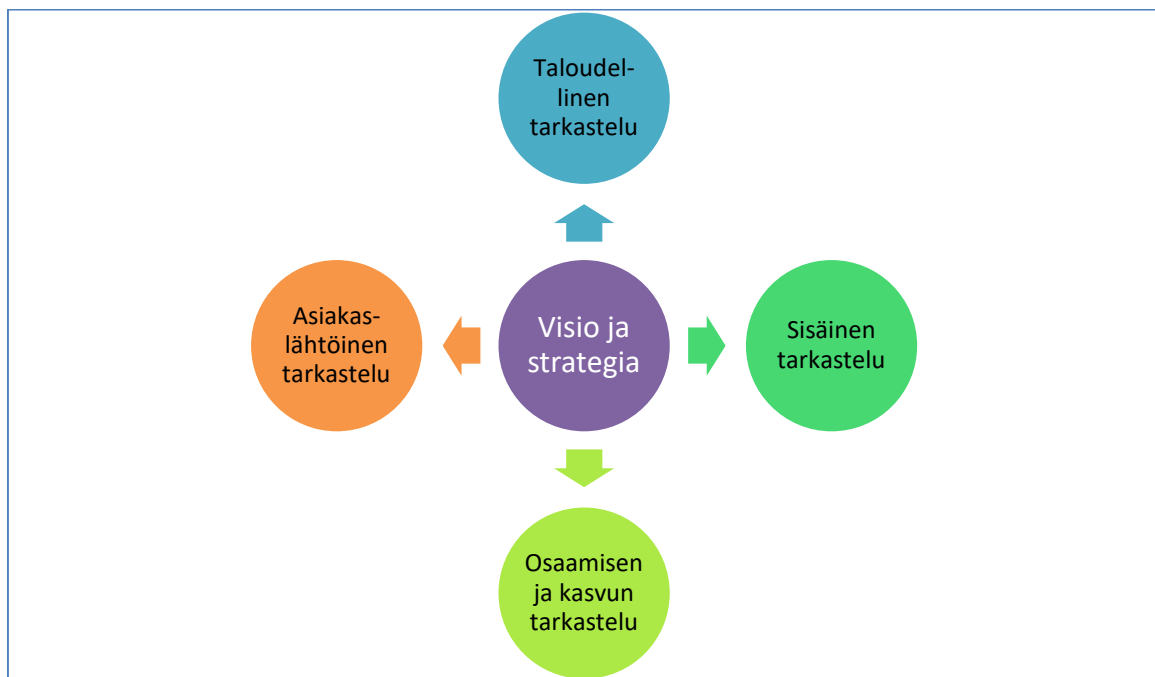 Taloudel-
linen
tarkastelu
Asiakas-
lähtöinen
tarkastelu
Visio ja
strategia
Sisäinen
tarkastelu
Osaamisen
ja kasvun
tarkastelu